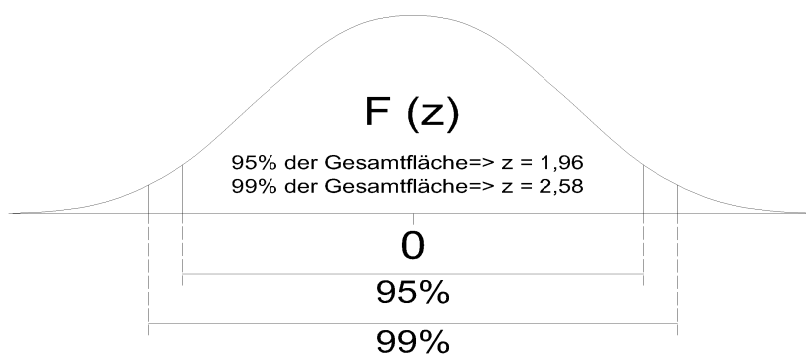 F (z)
95% der Gesamtfläche=> z = 1,96
99% der Gesamtfläche=> z = 2,58
0
95%
99%